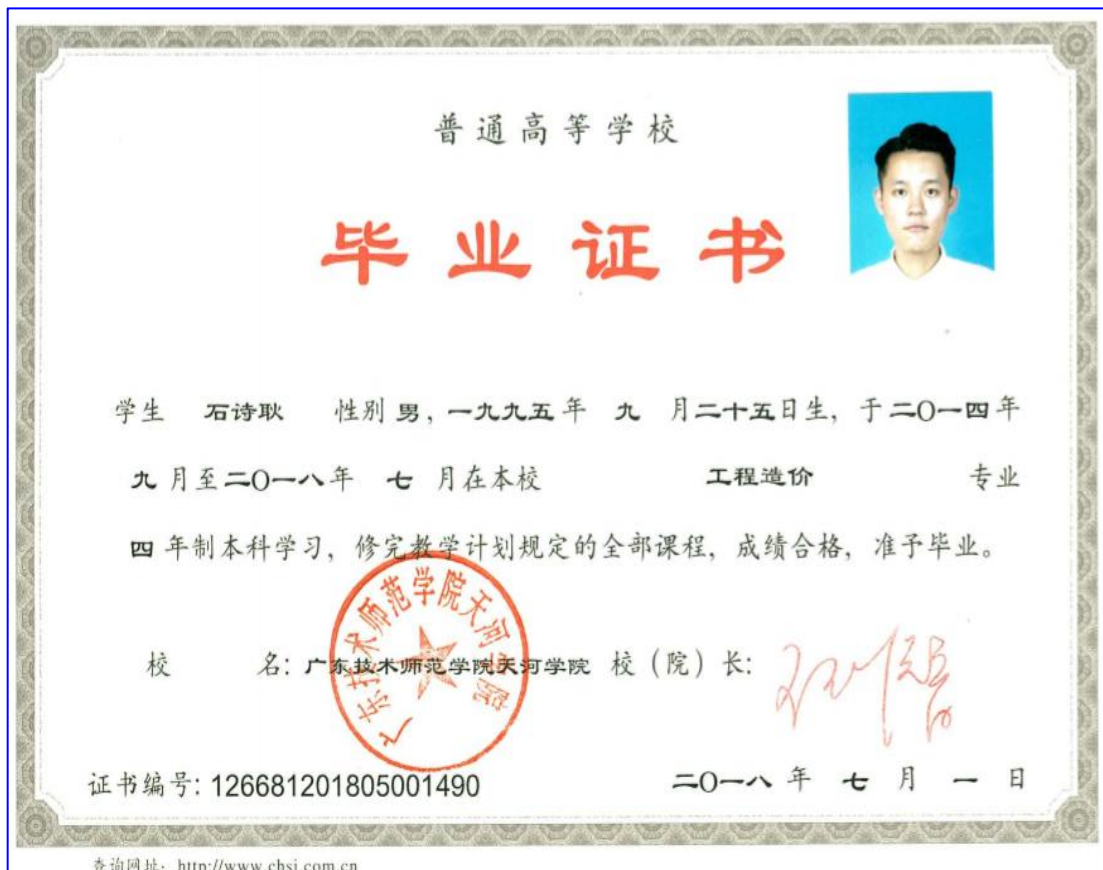 普通高等学校
毕业证书
学生 石诗耿 性别 男，一九九五年 九 月二十五日生，于二〇一四年
九月至二〇一八年 七 月在本校 工程造价 专业
四年制本科学习，修完教学计划规定的全部课程，成绩合格，准予毕业。
广东技术师范学院天河学院
校 名：广东技术师范学院天河学院 校（院）长：
证书编号：126681201805001490 二〇一八年 七 月 一 日
查询网址：http://www.chsi.com.cn